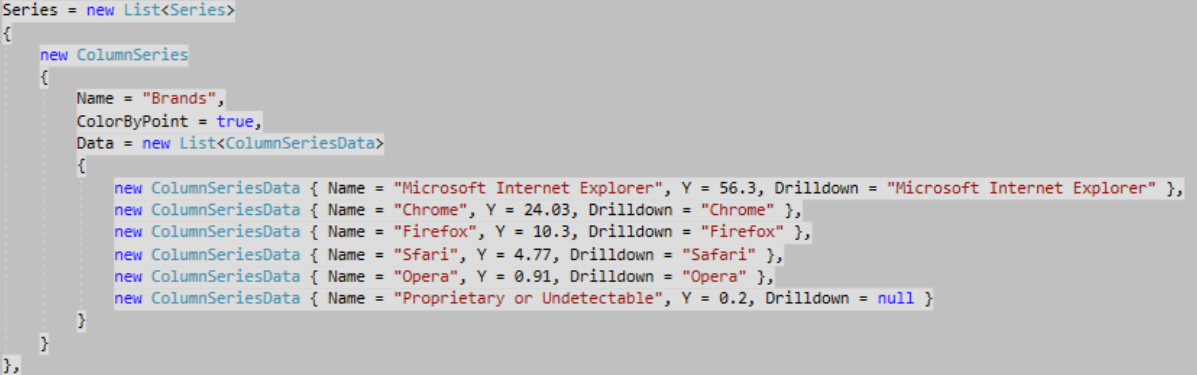 Series = new List<Series>
{
new ColumnSeries
{
Name = "Brands",
ColorByPoint = true,
Data = new List<ColumnSeriesData>
{
new ColumnSeriesData { Name = "Microsoft Internet Explorer", Y = 56.3, Drilldown = "Microsoft Internet Explorer" },
new ColumnSeriesData { Name = "Chrome", Y = 24.03, Drilldown = "Chrome" },
new ColumnSeriesData { Name = "Firefox", Y = 10.3, Drilldown = "Firefox" },
new ColumnSeriesData { Name = "Sfari", Y = 4.77, Drilldown = "Safari" },
new ColumnSeriesData { Name = "Opera", Y = 0.91, Drilldown = "Opera" },
new ColumnSeriesData { Name = "Proprietary or Undetectable", Y = 0.2, Drilldown = null }
}
}
},